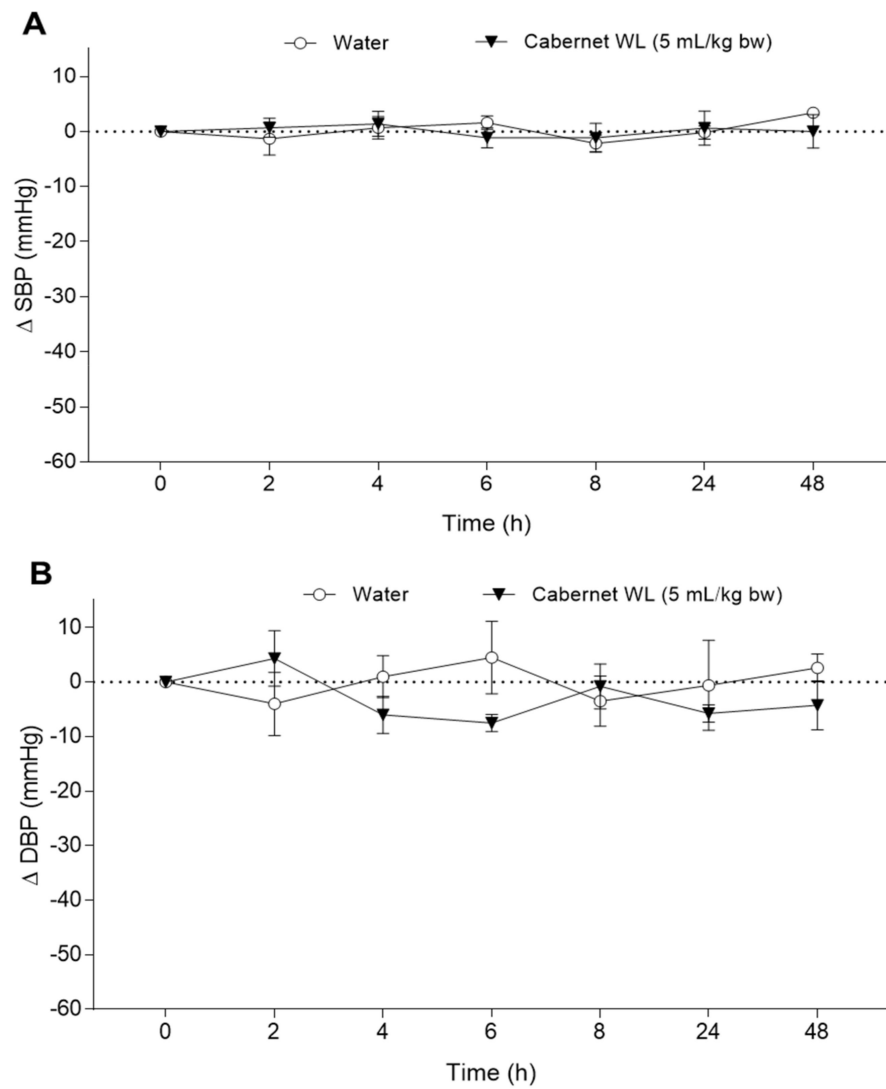 A
Water Cabernet WL (5 mL/kg bw)
10
0
-10
-20
-30
-40
-50
-60
Δ SBP (mmHg)
0 2 4 6 8 24 48
Time (h)
B
Water Cabernet WL (5 mL/kg bw)
10
0
-10
-20
-30
-40
-50
-60
Δ DBP (mmHg)
0 2 4 6 8 24 48
Time (h)